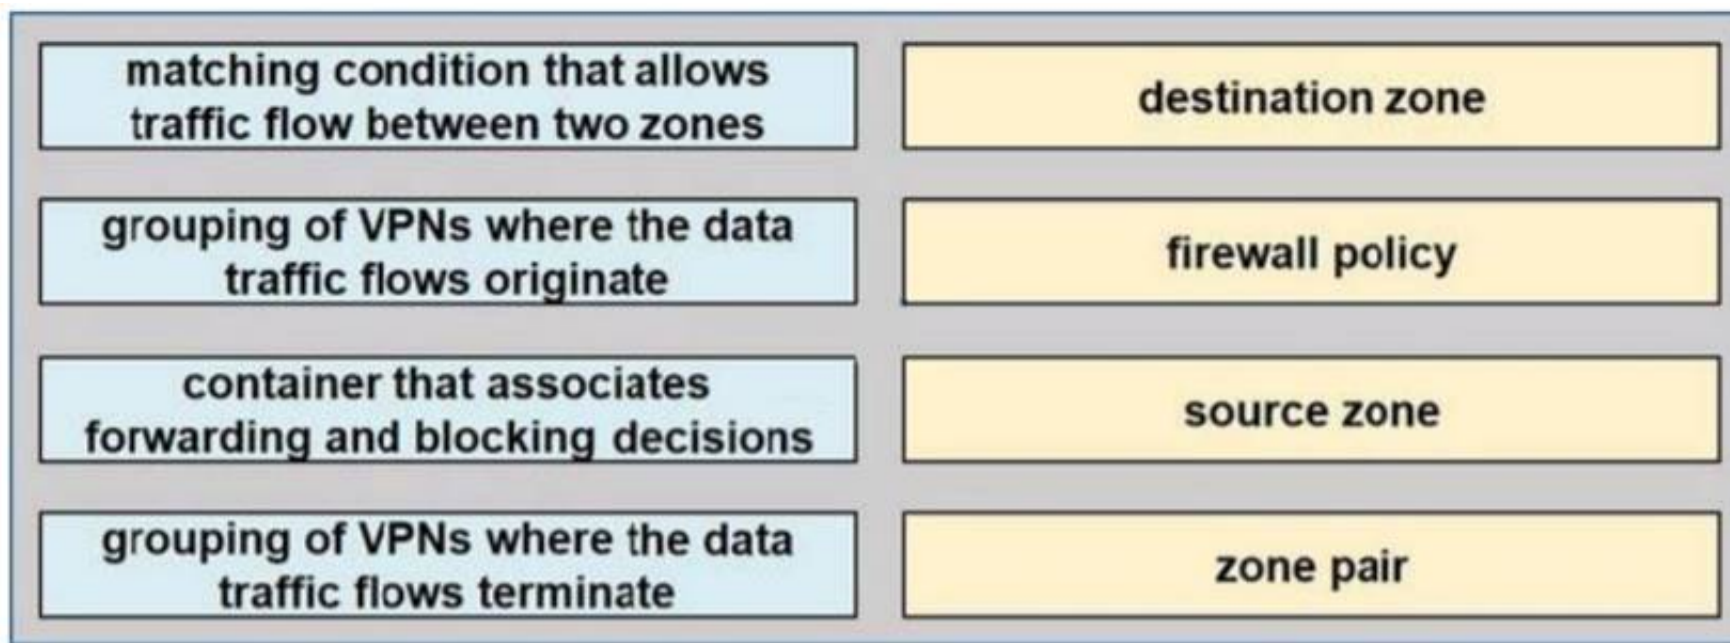 matching condition that allows
traffic flow between two zones
destination zone
grouping of VPNs where the data
traffic flows originate
firewall policy
container that associates
forwarding and blocking decisions
source zone
grouping of VPNs where the data
traffic flows terminate
zone pair